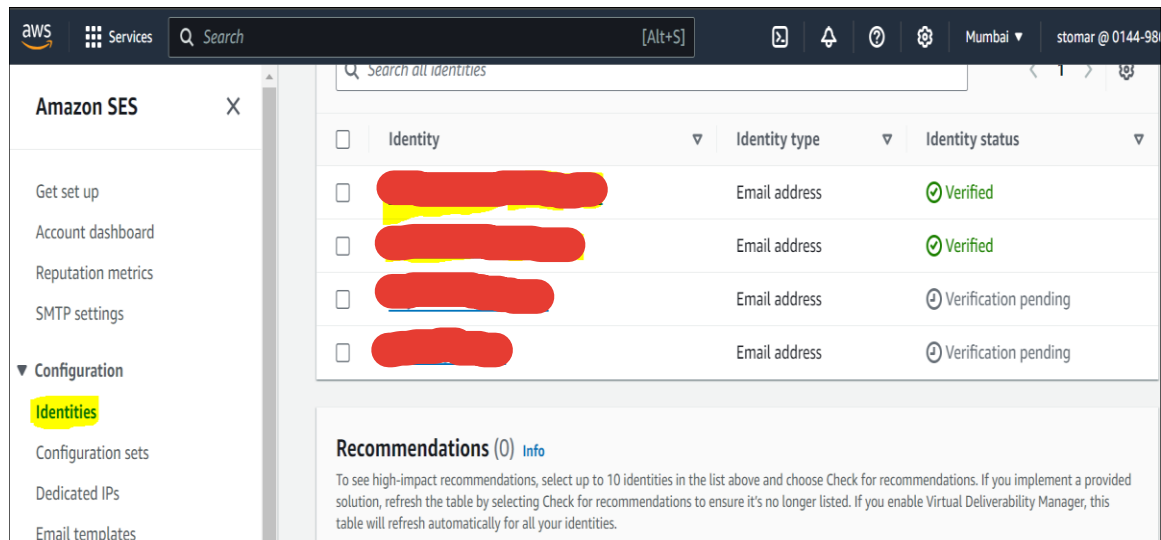 aws Services Search [Alt+S] Mumbai ▼ stomar @ 0144-98
Amazon SES
Get set up
Account dashboard
Reputation metrics
SMTP settings
▼ Configuration
Identities
Configuration sets
Dedicated IPs
Email templates
Search all identities 1
Identity Identity type Identity status
Email address Verified
Email address Verified
Email address Verification pending
Email address Verification pending
Recommendations (0) Info
To see high-impact recommendations, select up to 10 identities in the list above and choose Check for recommendations. If you implement a provided
solution, refresh the table by selecting Check for recommendations to ensure it's no longer listed. If you enable Virtual Deliverability Manager, this
table will refresh automatically for all your identities.